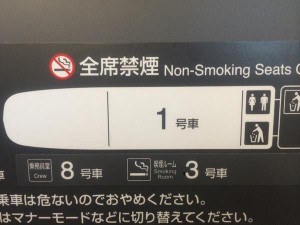 全席禁煙 Non-Smoking Seats
1 号車
乗務員室 Crew 8 号車 喫煙ルーム Smoking Room 3 号車
乗車は危ないのでおやめください。
はマナーモードなどに切り替えてください。